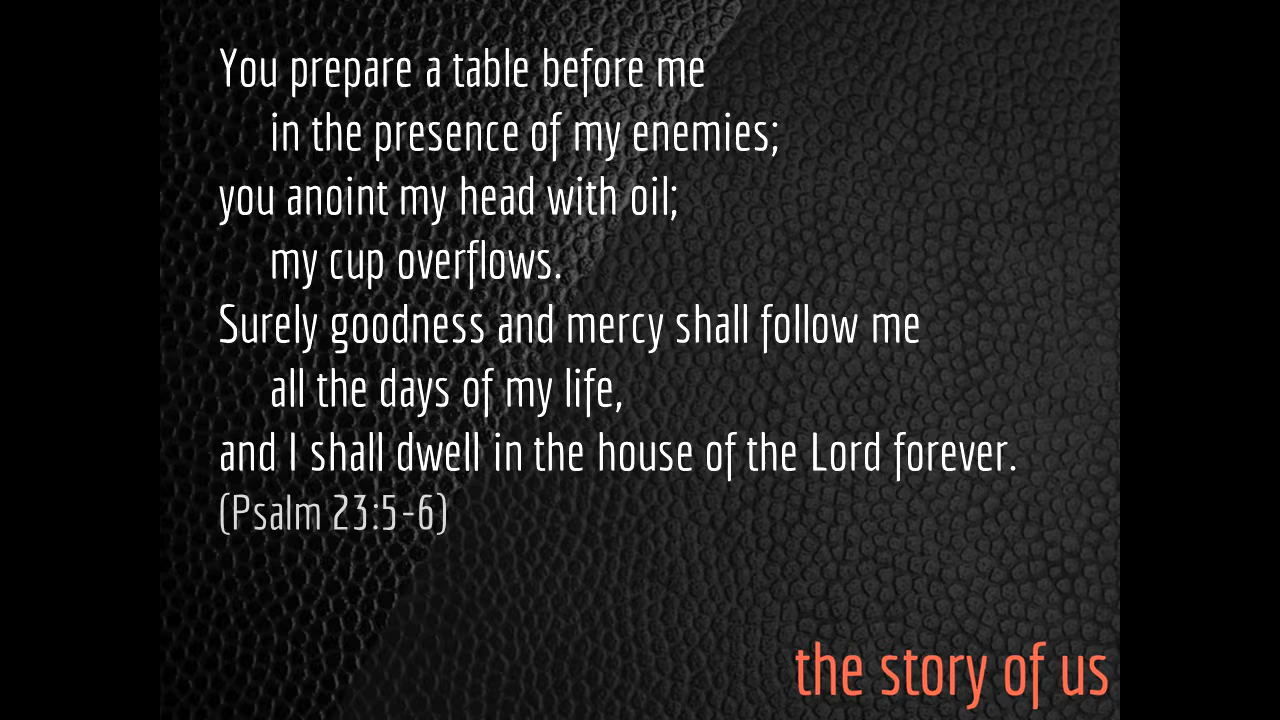 You prepare a table before me
in the presence of my enemies;
you anoint my head with oil;
my cup overflows.
Surely goodness and mercy shall follow me
all the days of my life,
and I shall dwell in the house of the Lord forever.
(Psalm 23:5-6)
the story of us